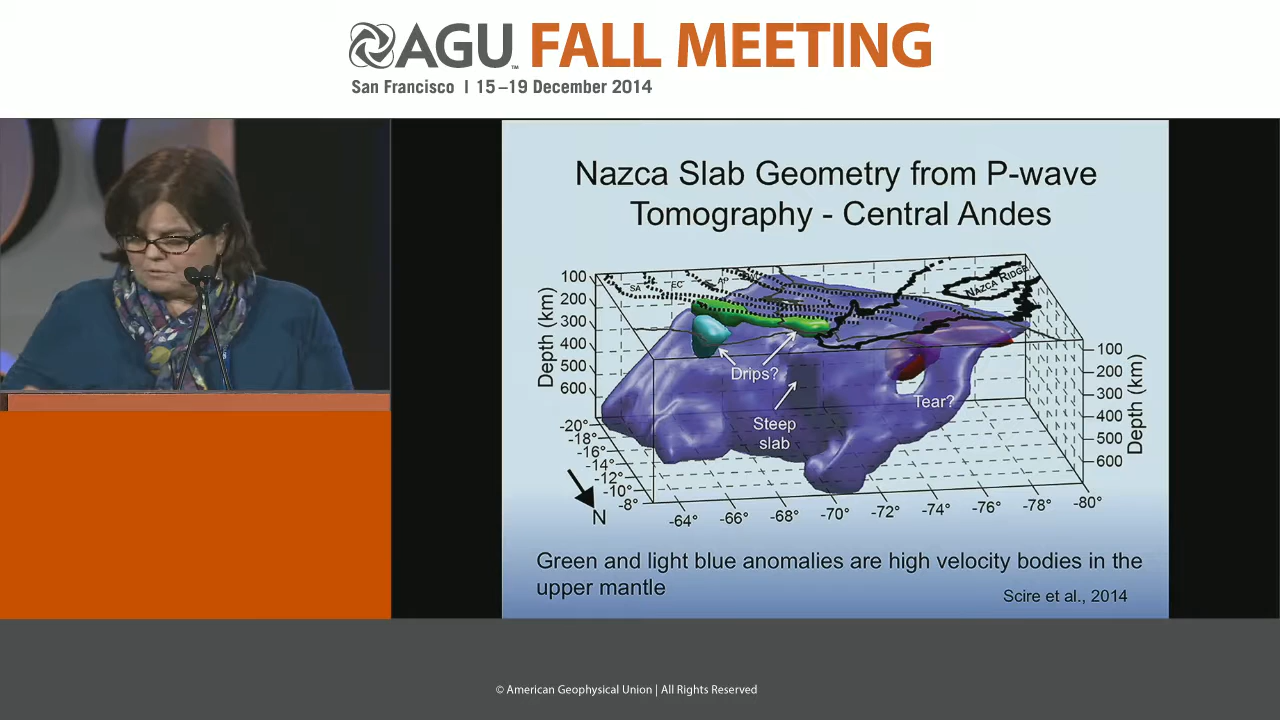 AGU™ FALL MEETING
San Francisco | 15–19 December 2014
Nazca Slab Geometry from P-wave
Tomography - Central Andes
100
200
300
400
500
600
Depth (km)
SA
EC
AP
NAZCA RIDGE
Drips?
Steep
slab
Tear?
100
200
300
400
500
600
Depth (km)
-20°
-18°
-16°
-14°
-12°
-10°
-8°
N
-64°
-66°
-68°
-70°
-72°
-74°
-76°
-78°
-80°
Green and light blue anomalies are high velocity bodies in the
upper mantle
Scire et al., 2014
© American Geophysical Union | All Rights Reserved